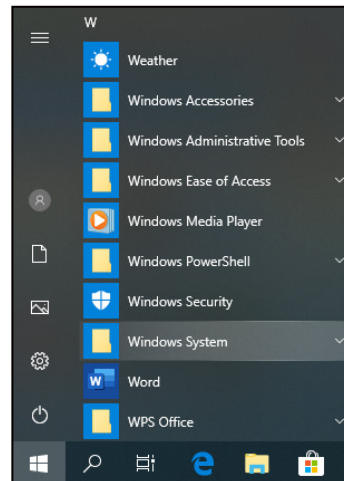 W
Weather
Windows Accessories
Windows Administrative Tools
Windows Ease of Access
Windows Media Player
Windows PowerShell
Windows Security
Windows System
W
Word
WPS Office